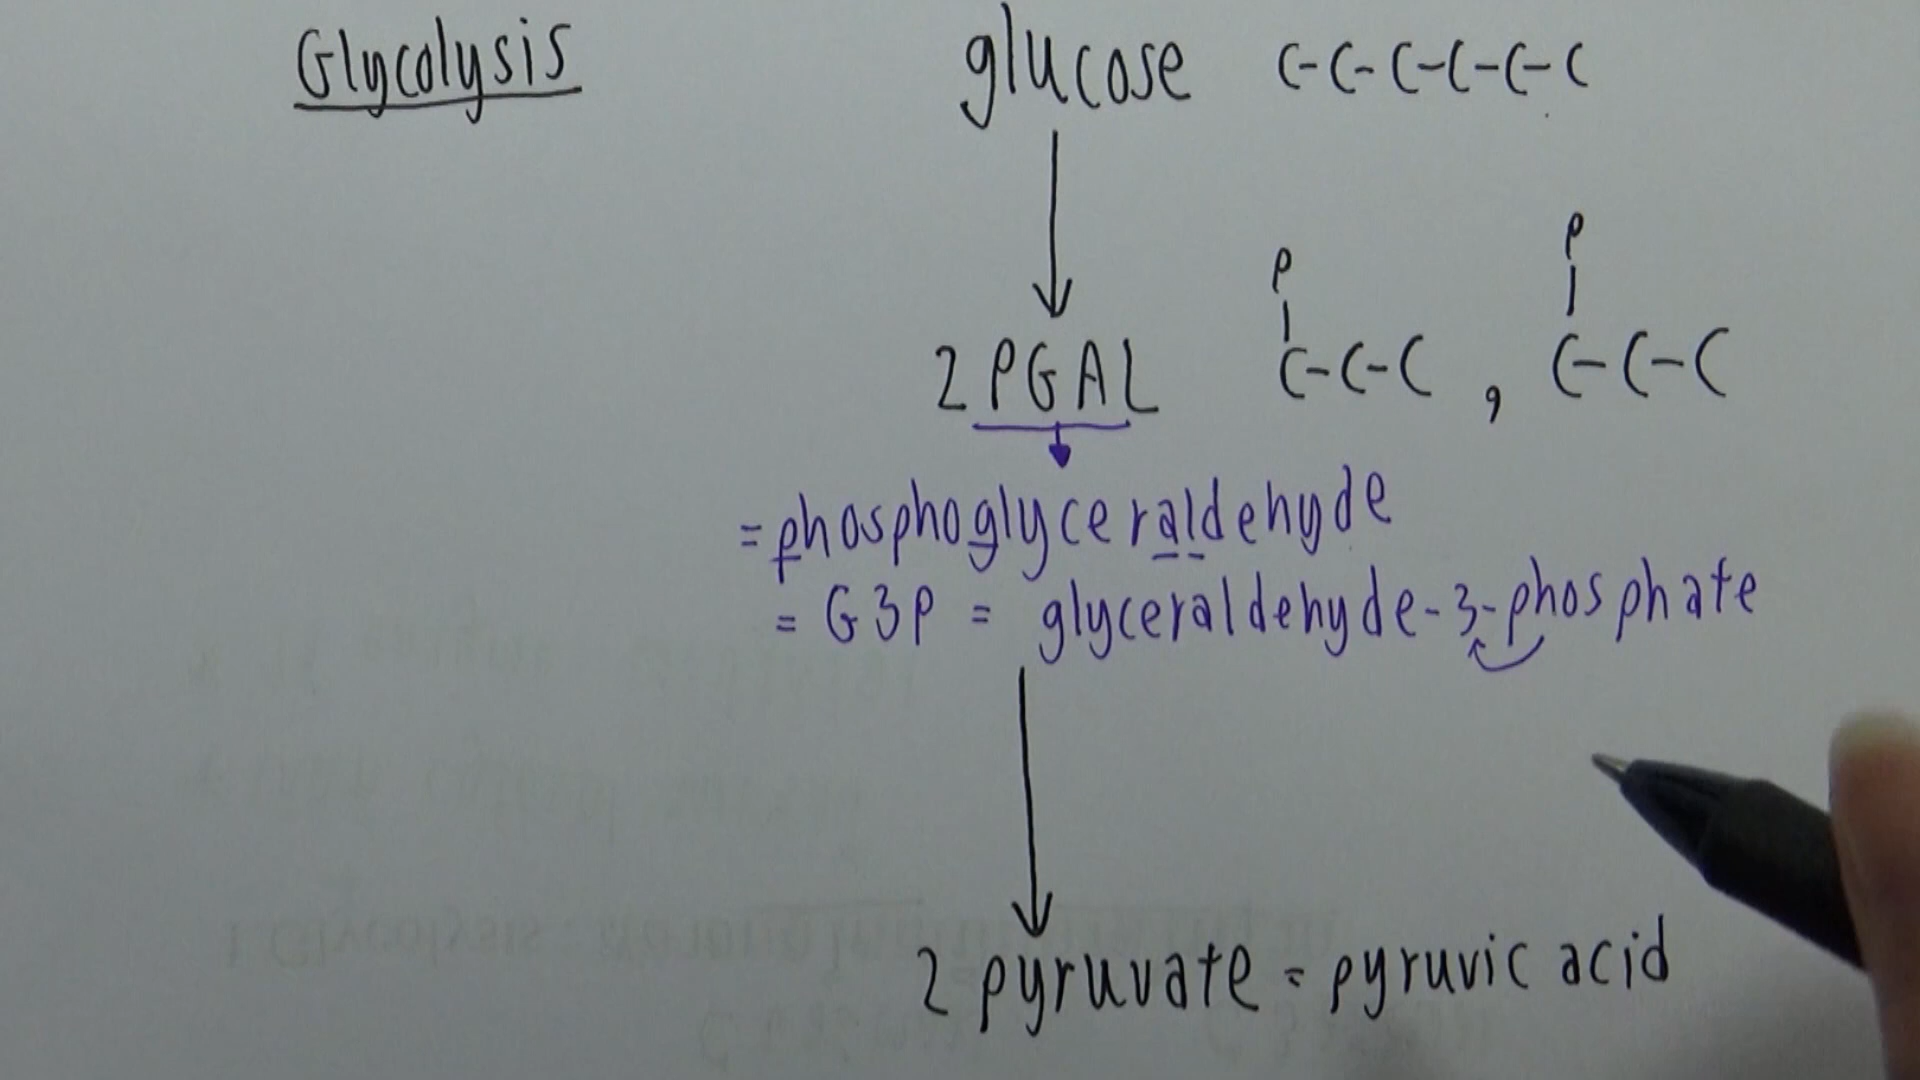 Glycolysis
glucose C-C-C-C-C-C
P P
2 PGAL C-C-C , C-C-C
= phosphoglyceraldehyde
= G3P = glyceraldehyde-3-phosphate
2 pyruvate = pyruvic acid